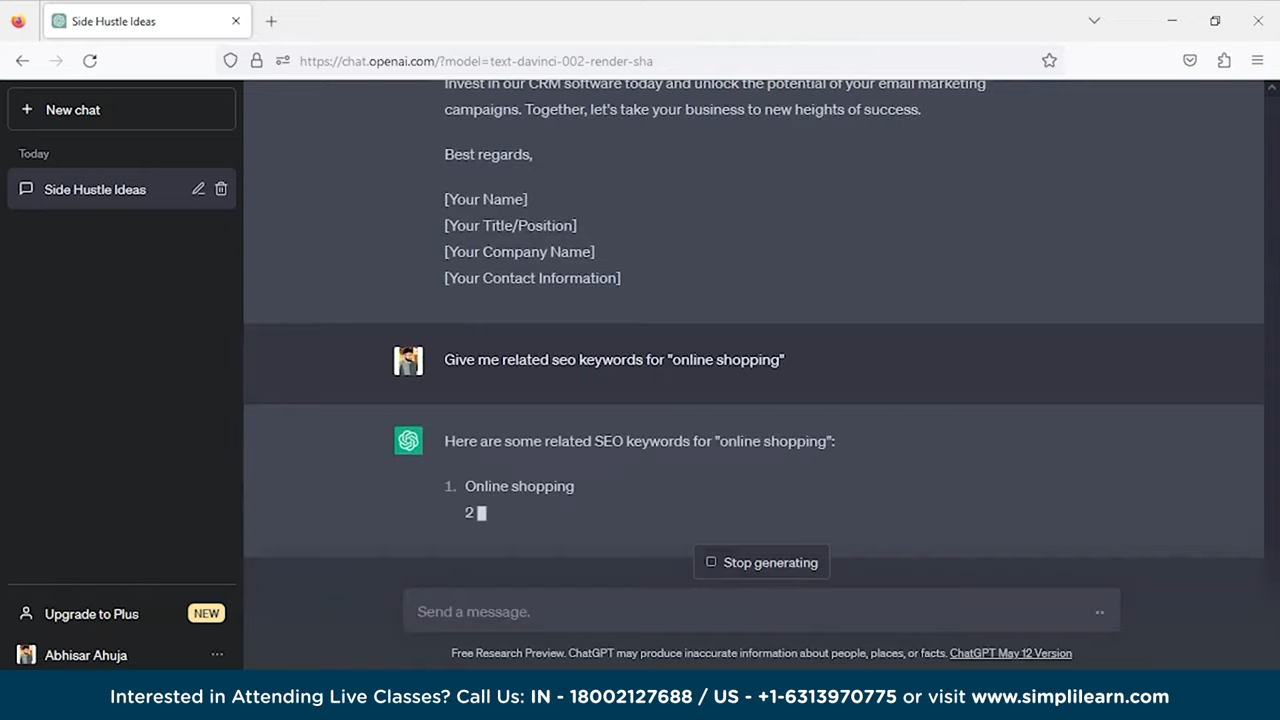 Side Hustle Ideas
https://chat.openai.com/?model=text-davinci-002-render-sha
New chat
Today
Side Hustle Ideas
Invest in our CRM software today and unlock the potential of your email marketing
campaigns. Together, let's take your business to new heights of success.
Best regards,
[Your Name]
[Your Title/Position]
[Your Company Name]
[Your Contact Information]
Give me related seo keywords for "online shopping"
Here are some related SEO keywords for "online shopping":
1. Online shopping
2
Stop generating
Send a message.
Free Research Preview. ChatGPT may produce inaccurate information about people, places, or facts. ChatGPT May 12 Version
Upgrade to Plus NEW
Abhisar Ahuja
Interested in Attending Live Classes? Call Us: IN - 18002127688 / US - +1-6313970775 or visit www.simplilearn.com